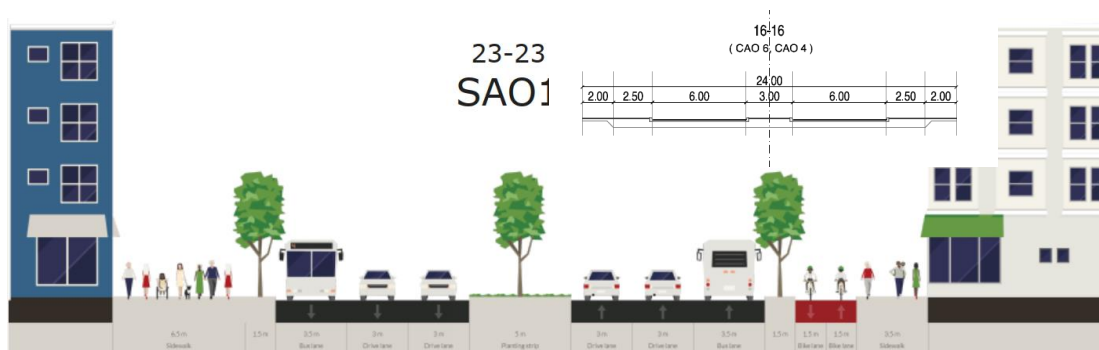 23-23
SAO1
16-16
( CAO 6, CAO 4 )
24.00
2.00 2.50 6.00 3.00 6.00 2.50 2.00
6.5 m 1.5 m 3.5 m 3 m 3 m 5 m 3 m 3 m 3.5 m 1.5 m 1.5 m 1.5 m 3.5 m
Sidewalk Bus lane Drive lane Drive lane Planting strip Drive lane Drive lane Bus lane Bike lane Bike lane Sidewalk